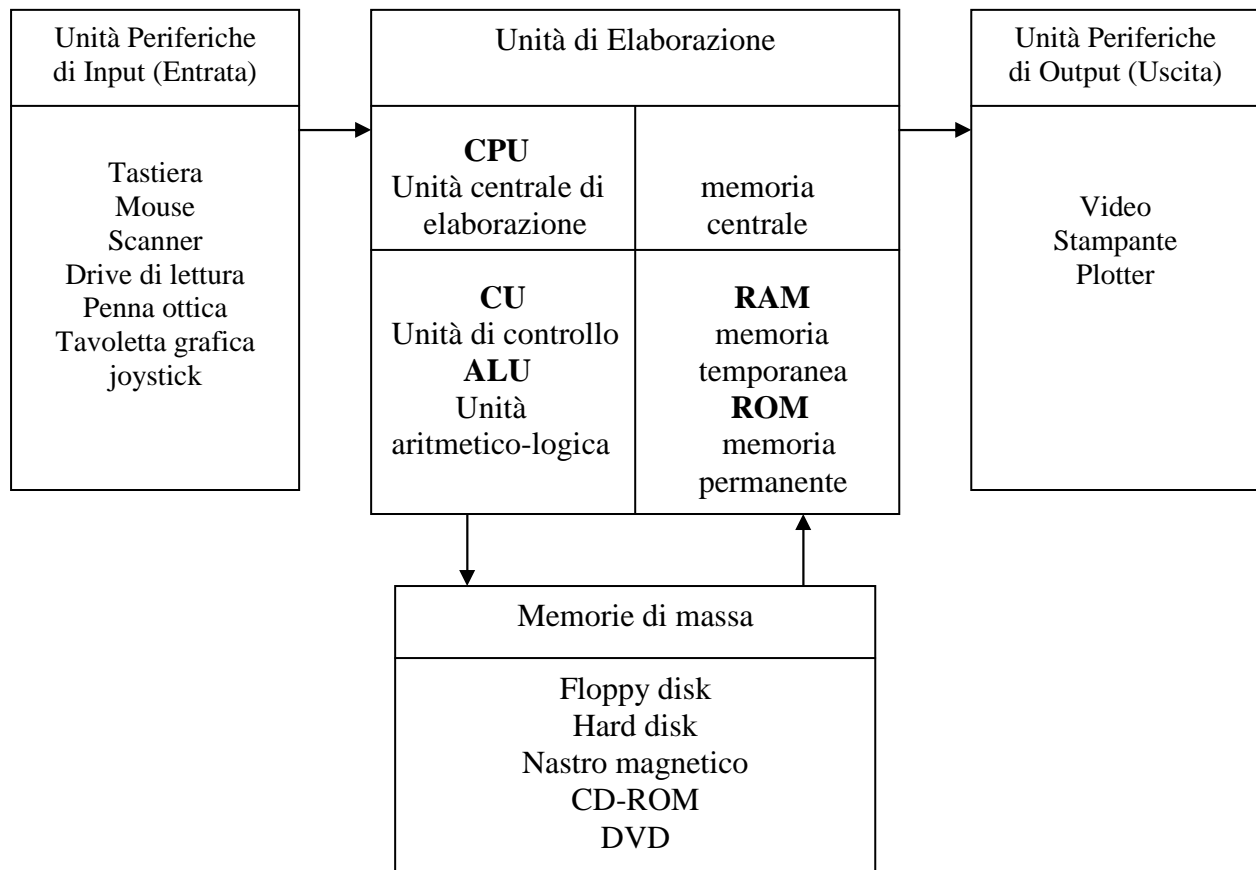 Unità Periferiche
di Input (Entrata)
Tastiera
Mouse
Scanner
Drive di lettura
Penna ottica
Tavoletta grafica
joystick
Unità di Elaborazione
CPU
Unità centrale di
elaborazione
memoria
centrale
CU
Unità di controllo
ALU
Unità
aritmetico-logica
RAM
memoria
temporanea
ROM
memoria
permanente
Unità Periferiche
di Output (Uscita)
Video
Stampante
Plotter
Memorie di massa
Floppy disk
Hard disk
Nastro magnetico
CD-ROM
DVD